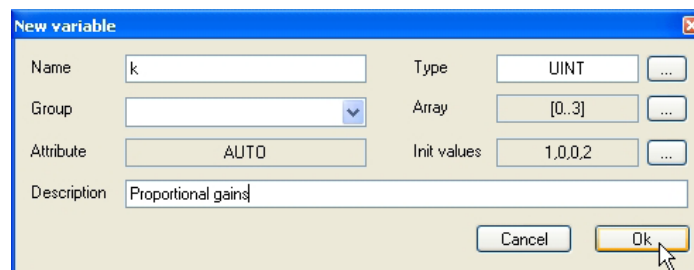 New variable
Name k Type UINT ...
Group Array [0..3] ...
Attribute AUTO Init values 1,0,0,2 ...
Description Proportional gains
Cancel Ok